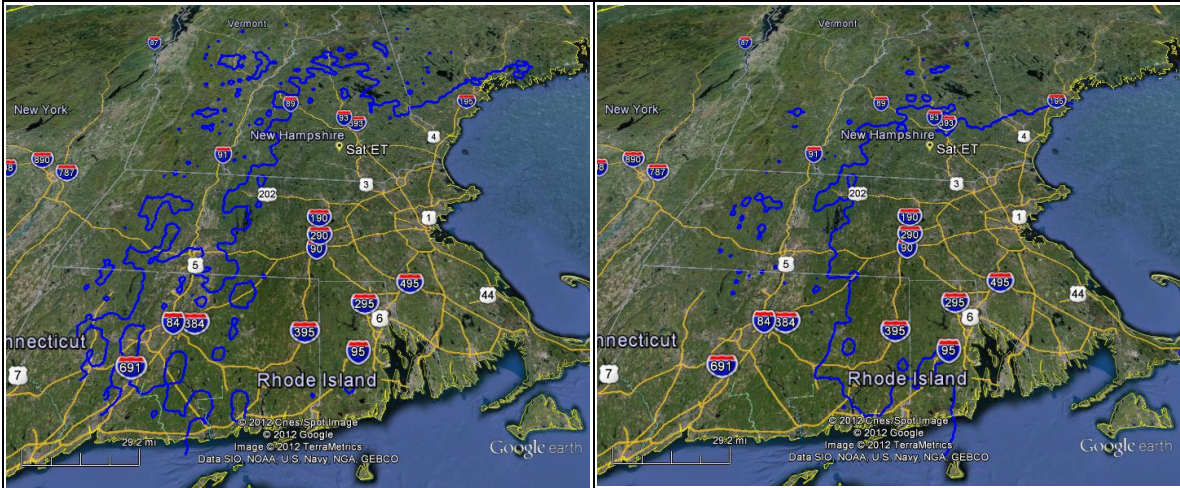 Vermont
87
New York
89
195
93
393
New Hampshire
4
Sat ET
890
787
91
3
202
190
1
290
90
5
495
44
295
6
84
384
395
95
nnecticut
691
7
Rhode Island
© 2012 Cnes/Spot Image
© 2012 Google
29.2 mi
Image © 2012 TerraMetrics
Data SIO, NOAA, U.S. Navy, NGA, GEBCO
Google earth
Vermont
87
New York
89
195
93
393
New Hampshire
4
Sat ET
890
787
91
3
202
190
1
290
90
5
495
44
295
6
84
384
395
95
nnecticut
691
7
Rhode Island
© 2012 Cnes/Spot Image
© 2012 Google
29.2 mi
Image © 2012 TerraMetrics
Data SIO, NOAA, U.S. Navy, NGA, GEBCO
Google earth